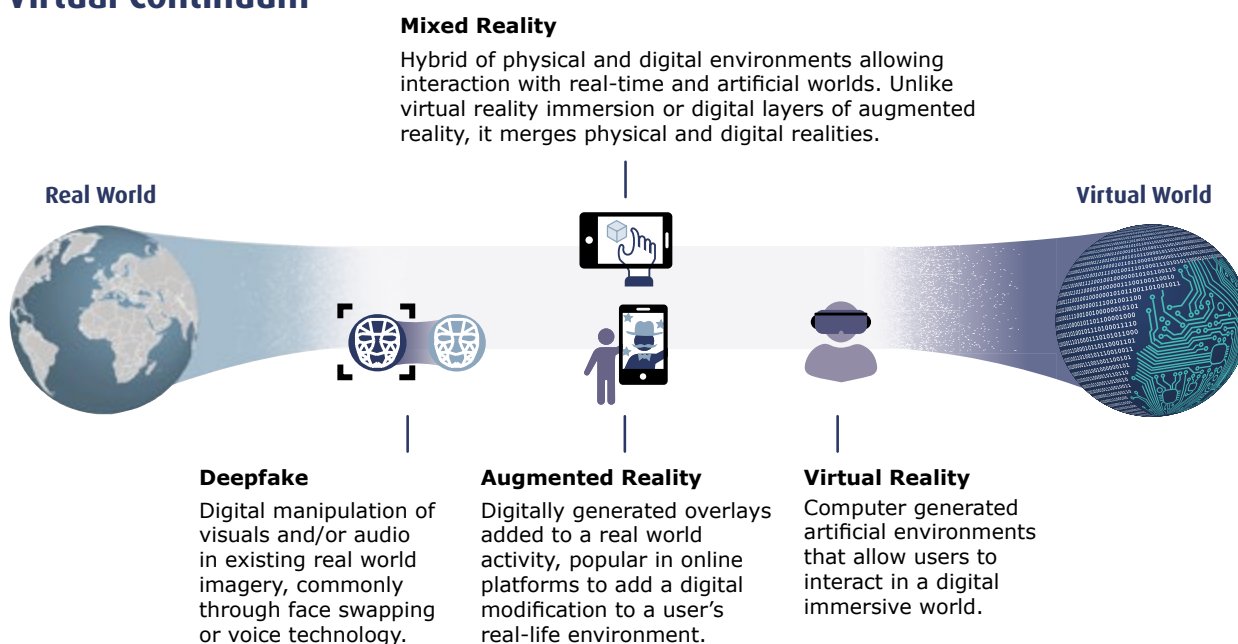 Virtual Continuum
Mixed Reality
Hybrid of physical and digital environments allowing
interaction with real-time and artificial worlds. Unlike
virtual reality immersion or digital layers of augmented
reality, it merges physical and digital realities.
Real World
Virtual World
Deepfake
Digital manipulation of
visuals and/or audio
in existing real world
imagery, commonly
through face swapping
or voice technology.
Augmented Reality
Digitally generated overlays
added to a real world
activity, popular in online
platforms to add a digital
modification to a user’s
real-life environment.
Virtual Reality
Computer generated
artificial environments
that allow users to
interact in a digital
immersive world.